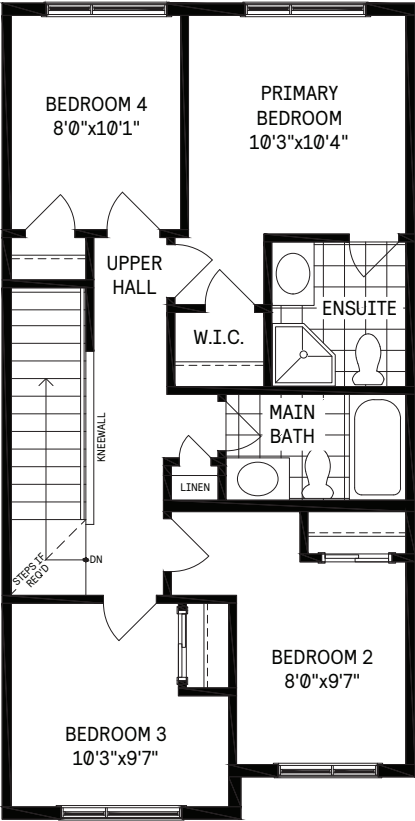 BEDROOM 4
8'0"x10'1"
PRIMARY
BEDROOM
10'3"x10'4"
UPPER
HALL
W.I.C.
ENSUITE
KNEEWALL
MAIN
BATH
LINEN
STEPS IF
REQ'D
DN
BEDROOM 2
8'0"x9'7"
BEDROOM 3
10'3"x9'7"